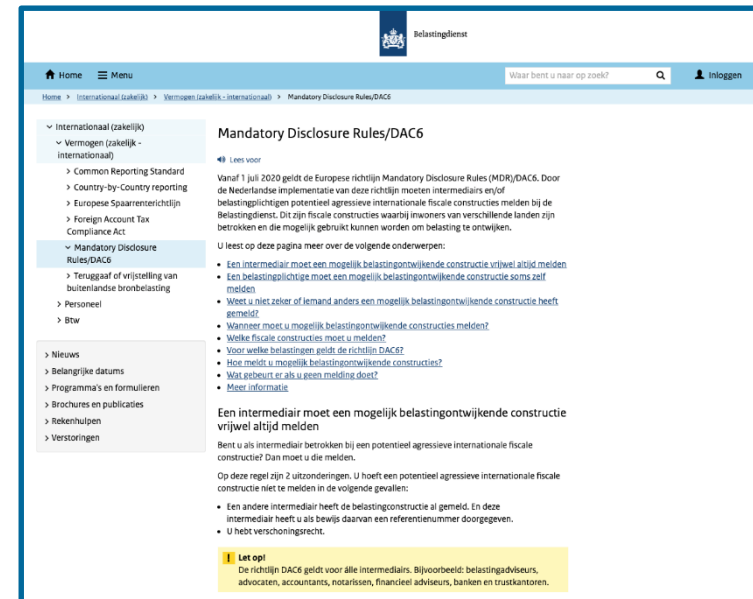 Belastingdienst
Home
Menu
Waar bent u naar op zoek?
Inloggen
Home > Internationaal (zakelijk) > Vermogen (zakelijk - internationaal) > Mandatory Disclosure Rules/DAC6
Internationaal (zakelijk)
Vermogen (zakelijk -
internationaal)
> Common Reporting Standard
> Country-by-Country reporting
> Europese Spaarrenterichtlijn
> Foreign Account Tax
Compliance Act
Mandatory Disclosure
Rules/DAC6
> Teruggaaf of vrijstelling van
buitenlandse bronbelasting
> Personeel
> Btw
> Nieuws
> Belangrijke datums
> Programma's en formulieren
> Brochures en publicaties
> Rekenhulpen
> Verstoringen
Mandatory Disclosure Rules/DAC6
Lees voor
Vanaf 1 juli 2020 geldt de Europese richtlijn Mandatory Disclosure Rules (MDR)/DAC6. Door
de Nederlandse implementatie van deze richtlijn moeten intermediairs en/of
belastingplichtigen potentieel agressieve internationale fiscale constructies melden bij de
Belastingdienst. Dit zijn fiscale constructies waarbij inwoners van verschillende landen zijn
betrokken en die mogelijk gebruikt kunnen worden om belasting te ontwijken.
U leest op deze pagina meer over de volgende onderwerpen:
• Een intermediair moet een mogelijk belastingontwijkende constructie vrijwel altijd melden
• Een belastingplichtige moet een mogelijk belastingontwijkende constructie soms zelf
melden
• Weet u niet zeker of iemand anders een mogelijk belastingontwijkende constructie heeft
gemeld?
• Wanneer moet u mogelijk belastingontwijkende constructies melden?
• Welke fiscale constructies moet u melden?
• Voor welke belastingen geldt de richtlijn DAC6?
• Hoe meldt u mogelijk belastingontwijkende constructies?
• Wat gebeurt er als u geen melding doet?
• Meer informatie
Een intermediair moet een mogelijk belastingontwijkende constructie
vrijwel altijd melden
Bent u als intermediair betrokken bij een potentieel agressieve internationale fiscale
constructie? Dan moet u die melden.
Op deze regel zijn 2 uitzonderingen. U hoeft een potentieel agressieve internationale fiscale
constructie níet te melden in de volgende gevallen:
• Een andere intermediair heeft de belastingconstructie al gemeld. En deze
intermediair heeft u als bewijs daarvan een referentienummer doorgegeven.
• U hebt verschoningsrecht.
! Let op!
De richtlijn DAC6 geldt voor álle intermediairs. Bijvoorbeeld: belastingadviseurs,
advocaten, accountants, notarissen, financieel adviseurs, banken en trustkantoren.